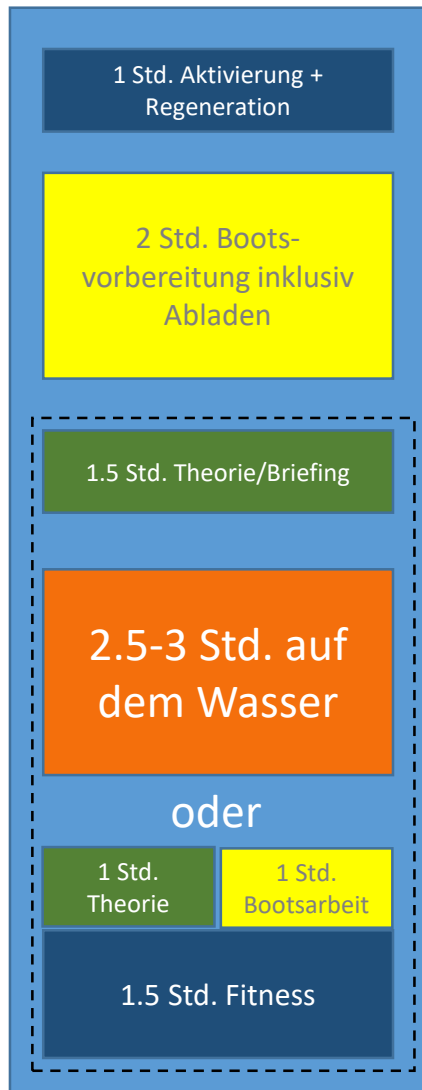 1 Std. Aktivierung +
Regeneration
2 Std. Boots-
vorbereitung inklusiv
Abladen
1.5 Std. Theorie/Briefing
2.5-3 Std. auf
dem Wasser
oder
1 Std.
Theorie
1 Std.
Bootsarbeit
1.5 Std. Fitness